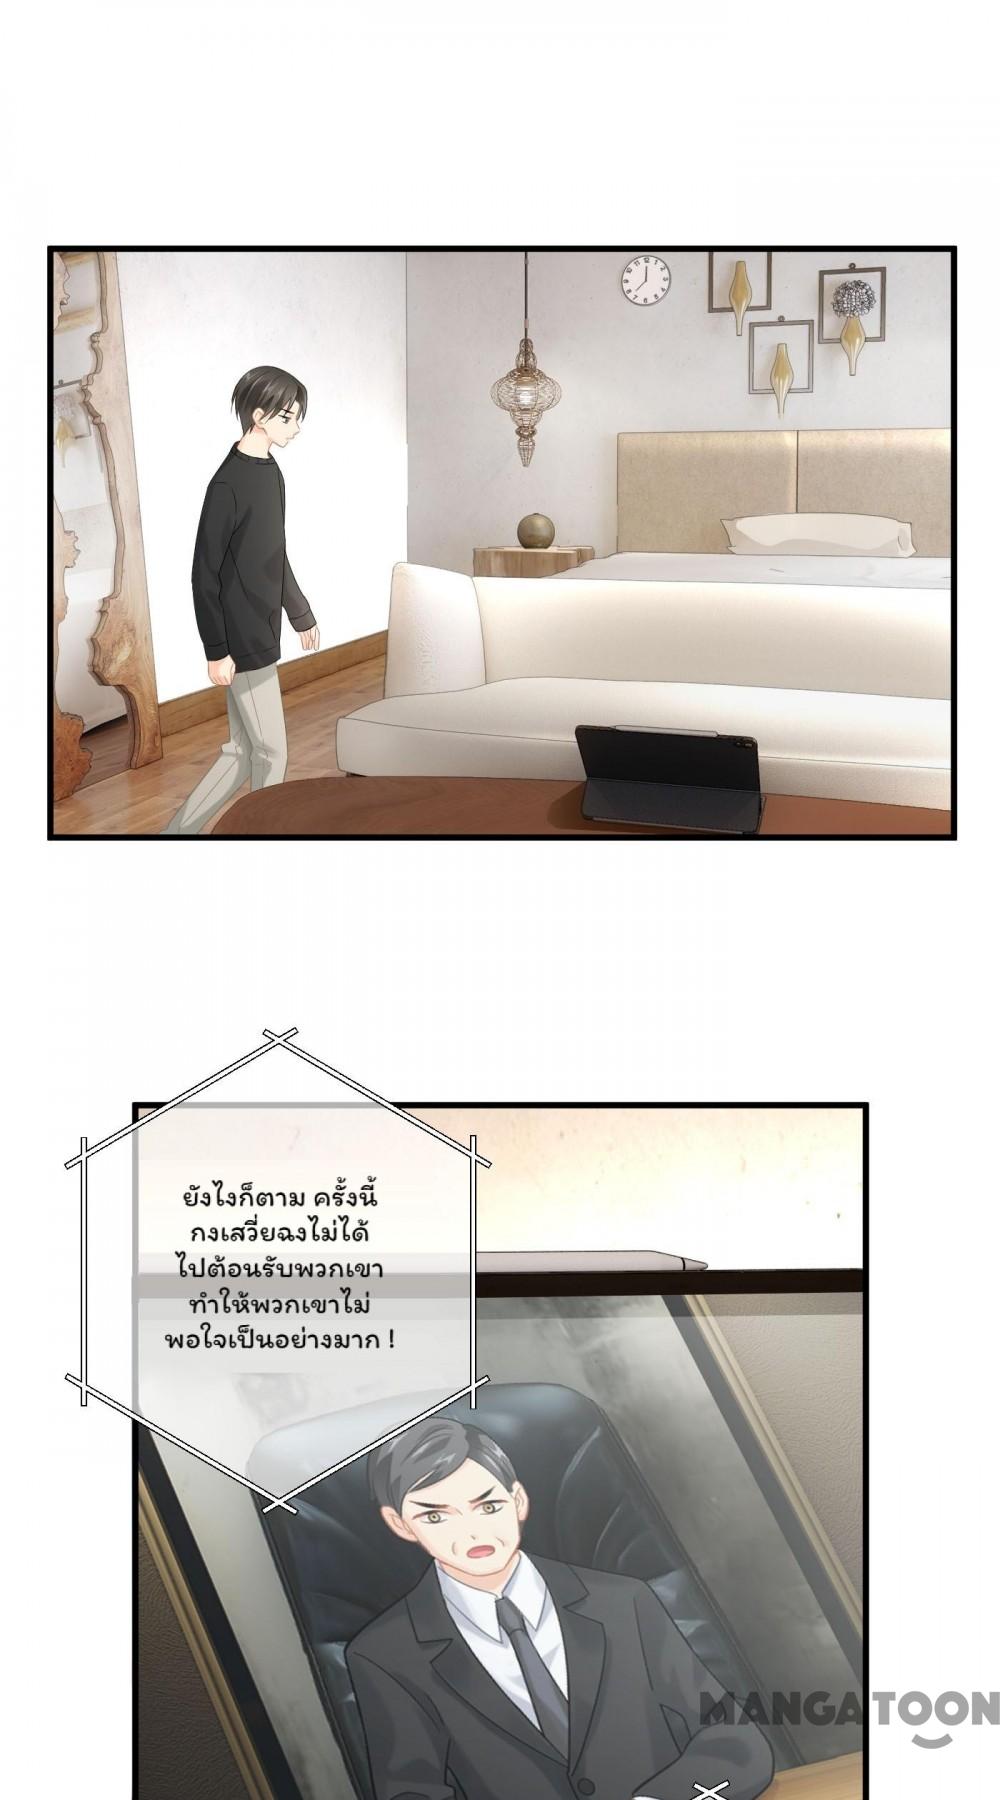 ยังไงก็ตาม ครั้งนี้
กงเสวี่ยฉงไม่ได้
ไปต้อนรับพวกเขา
ทำให้พวกเขาไม่
พอใจเป็นอย่างมาก !
MANGATOON